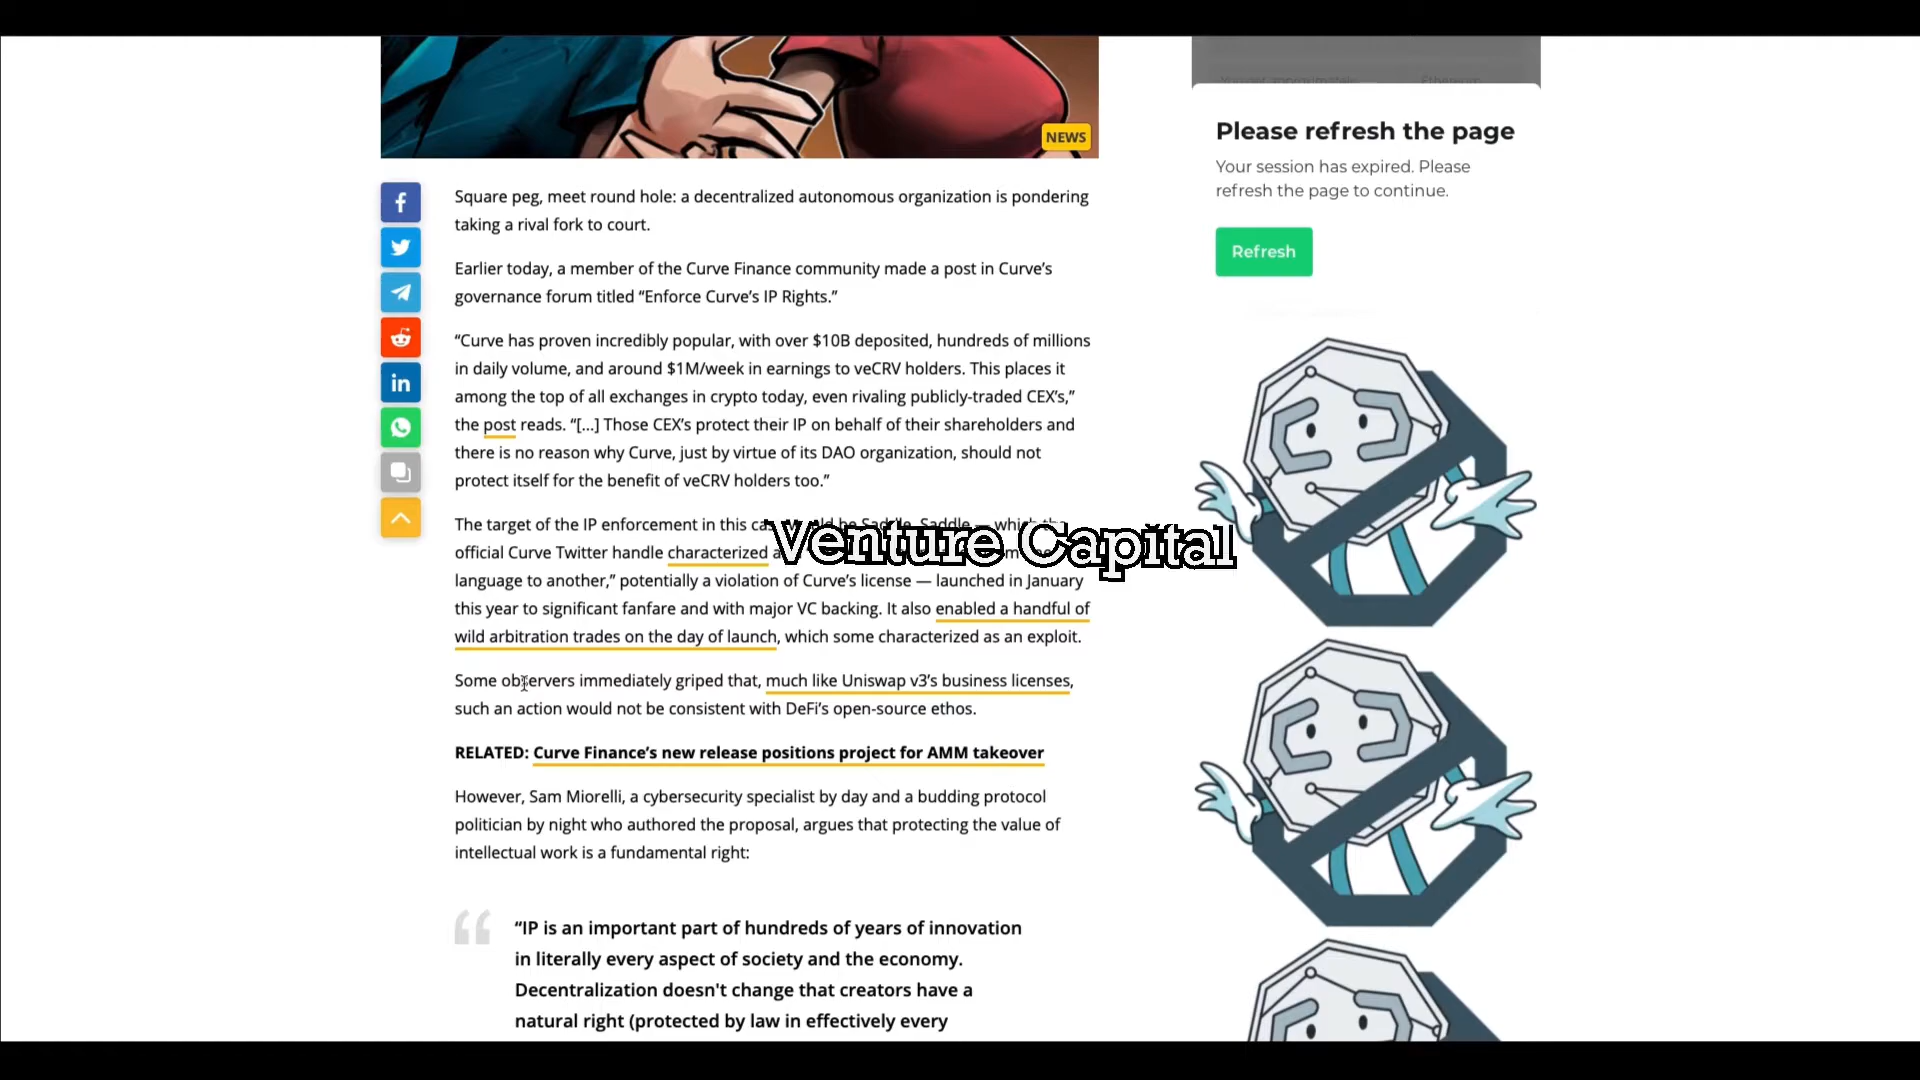 NEWS
Square peg, meet round hole: a decentralized autonomous organization is pondering
taking a rival fork to court.
Earlier today, a member of the Curve Finance community made a post in Curve's
governance forum titled “Enforce Curve's IP Rights.”
“Curve has proven incredibly popular, with over $10B deposited, hundreds of millions
in daily volume, and around $1M/week in earnings to veCRV holders. This places it
among the top of all exchanges in crypto today, even rivaling publicly-traded CEX's,”
the post reads. “[...] Those CEX's protect their IP on behalf of their shareholders and
there is no reason why Curve, just by virtue of its DAO organization, should not
protect itself for the benefit of veCRV holders too.”
The target of the IP enforcement in this be Saddle. Saddle — which
official Curve Twitter handle characterized
Venture Capital
language to another,” potentially a violation of Curve's license — launched in January
this year to significant fanfare and with major VC backing. It also enabled a handful of
wild arbitration trades on the day of launch, which some characterized as an exploit.
Some observers immediately griped that, much like Uniswap v3's business licenses,
such an action would not be consistent with DeFi's open-source ethos.
RELATED: Curve Finance's new release positions project for AMM takeover
However, Sam Miorelli, a cybersecurity specialist by day and a budding protocol
politician by night who authored the proposal, argues that protecting the value of
intellectual work is a fundamental right:
“IP is an important part of hundreds of years of innovation
in literally every aspect of society and the economy.
Decentralization doesn't change that creators have a
natural right (protected by law in effectively every
Please refresh the page
Your session has expired. Please
refresh the page to continue.
Refresh